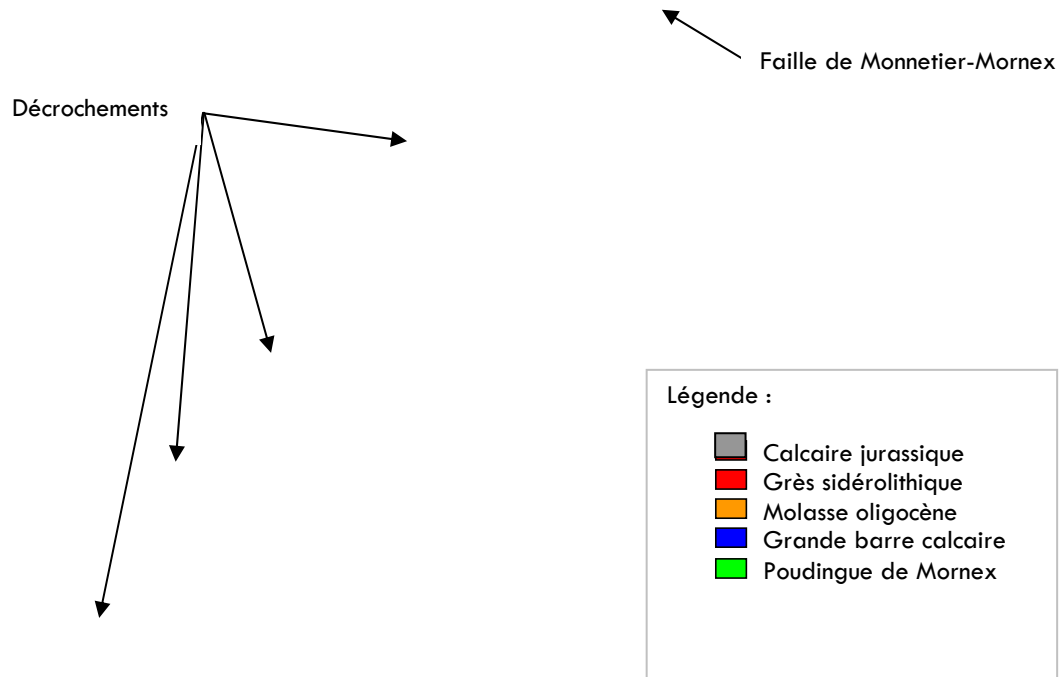 Faille de Monnetier-Mornex
Décrochements
Légende :
Calcaire jurassique
Grès sidérolithique
Molasse oligocène
Grande barre calcaire
Poudingue de Mornex